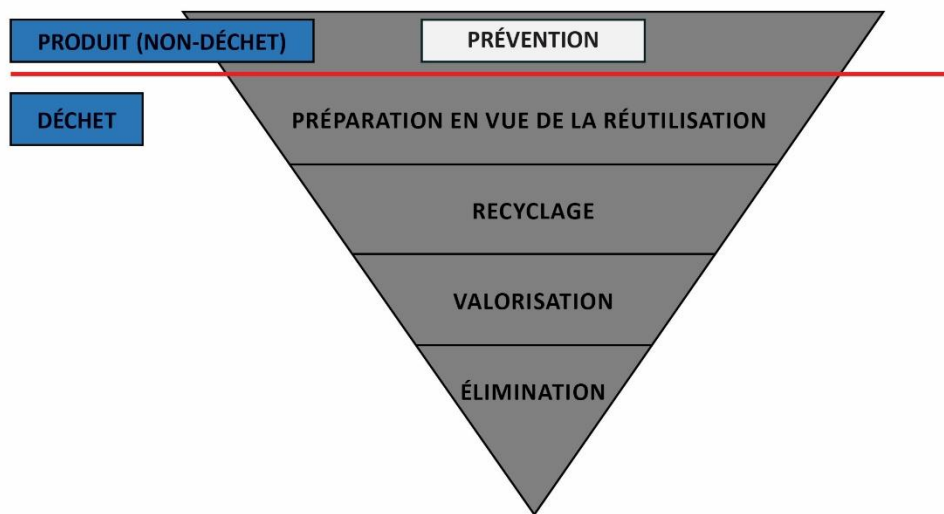 PRODUIT (NON-DÉCHET)
PRÉVENTION
DÉCHET
PRÉPARATION EN VUE DE LA RÉUTILISATION
RECYCLAGE
VALORISATION
ÉLIMINATION